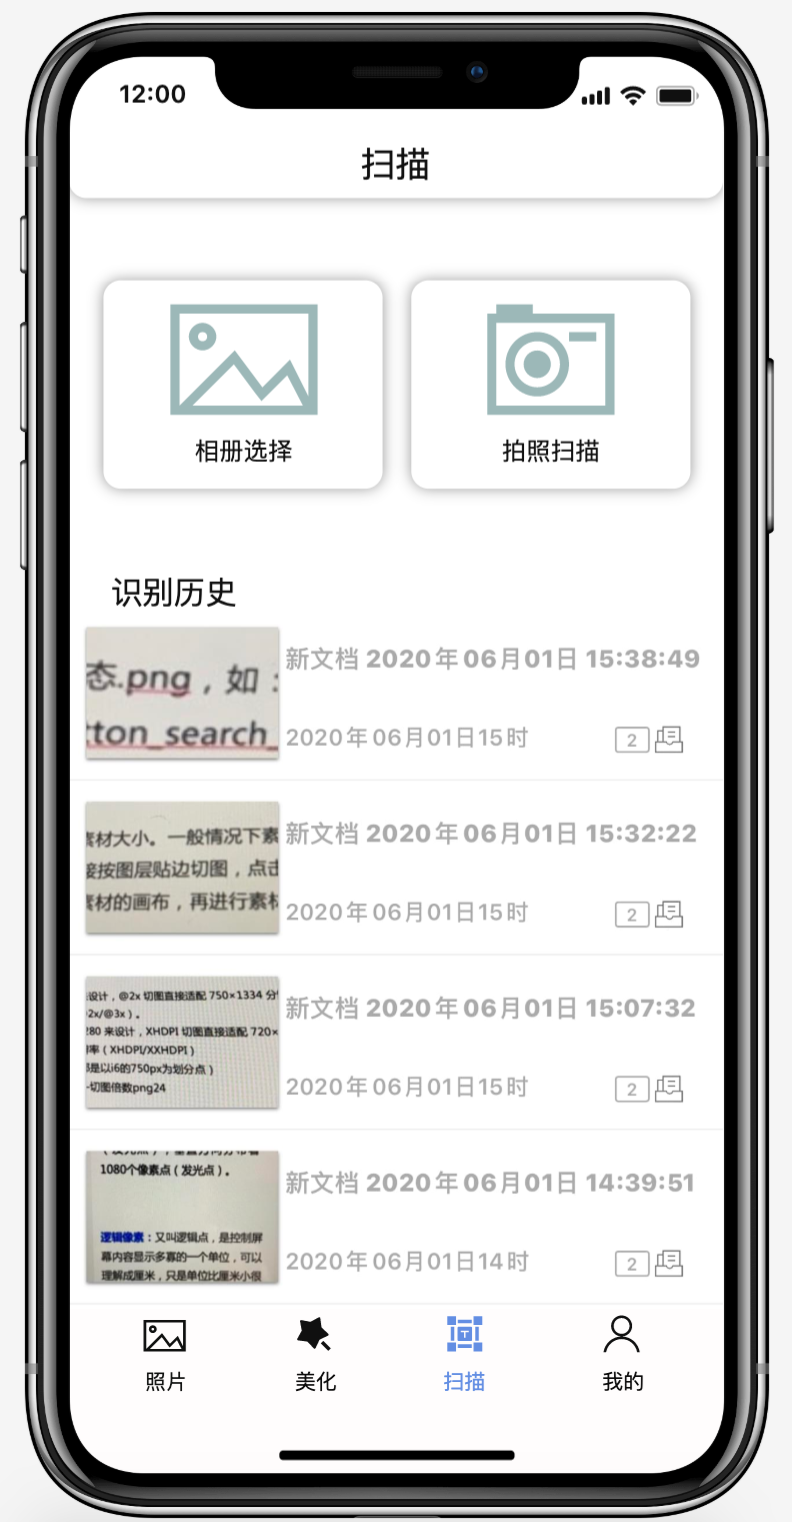 12:00
扫描
相册选择
拍照扫描
识别历史
态.png，如：
tton_search_
新文档 2020年06月01日 15:38:49
2020年06月01日15时
2
素材大小。一般情况下素
接按图层贴边切图，点击
素材的画布，再进行素材
新文档 2020年06月01日 15:32:22
2020年06月01日15时
2
设计，@2x 切图直接适配 750×1334 分
2x/@3x）。
280 来设计，XHDPI 切图直接适配 720×
率（XHDPI/XXHDPI）
都是以i6的750px为划分点）
-切图倍数png24
新文档 2020年06月01日 15:07:32
2020年06月01日15时
2
1080个像素点（发光点）。
逻辑像素：又叫逻辑点，是控制屏
幕内容显示多寡的一个单位，可以
理解成厘米，只是单位比厘米小很
新文档 2020年06月01日 14:39:51
2020年06月01日14时
2
照片
美化
扫描
我的